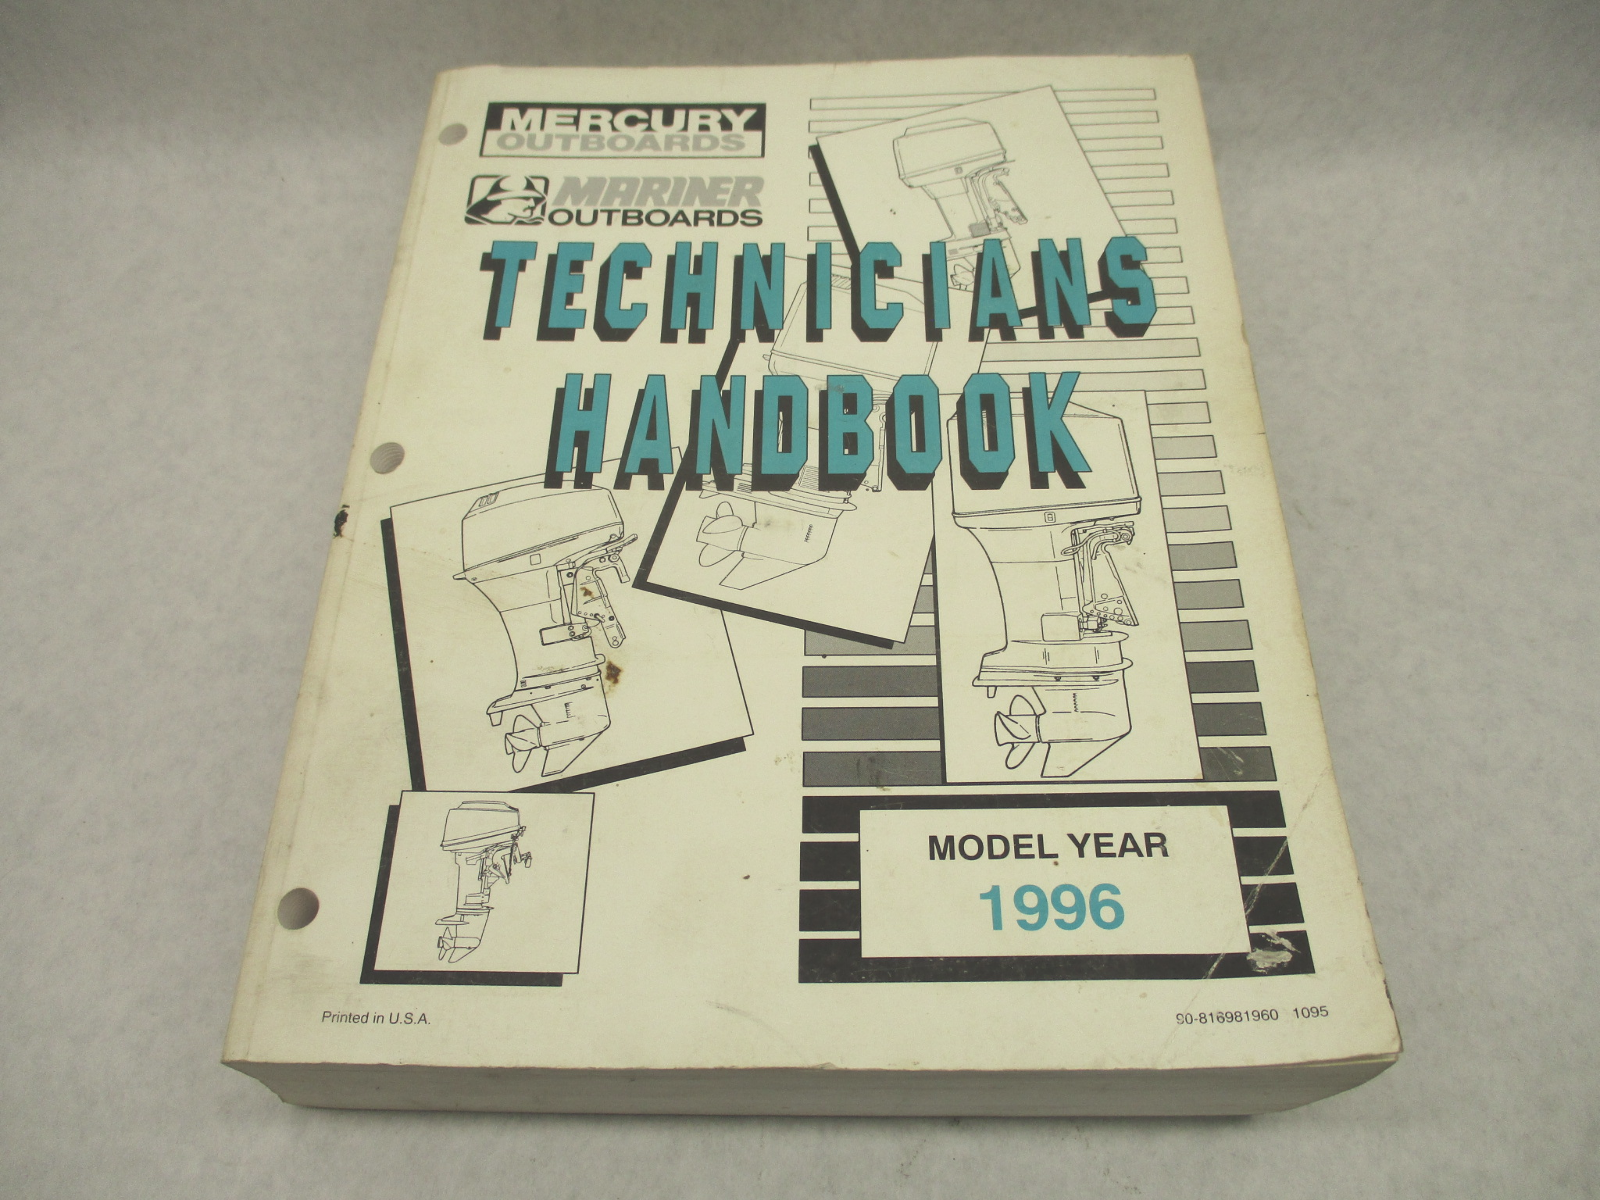 MERCURY
OUTBOARDS
MARINER
OUTBOARDS
TECHNICIANS
HANDBOOK
MODEL YEAR
1996
Printed in U.S.A.
90-816981960 1095